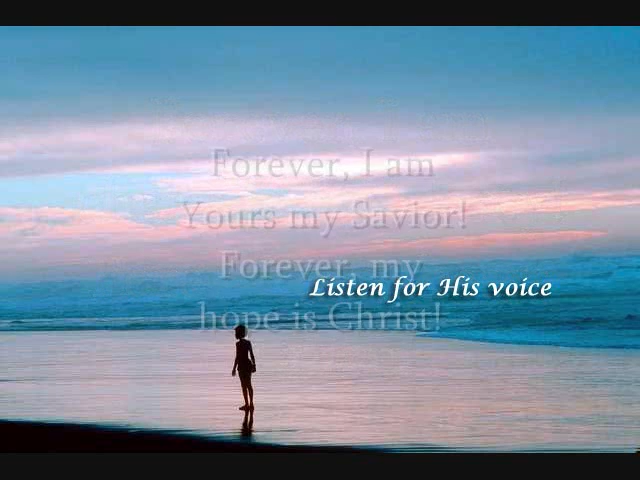 Forever, I am
Yours my Savior!
Forever, my
Listen for His voice
hope is Christ!